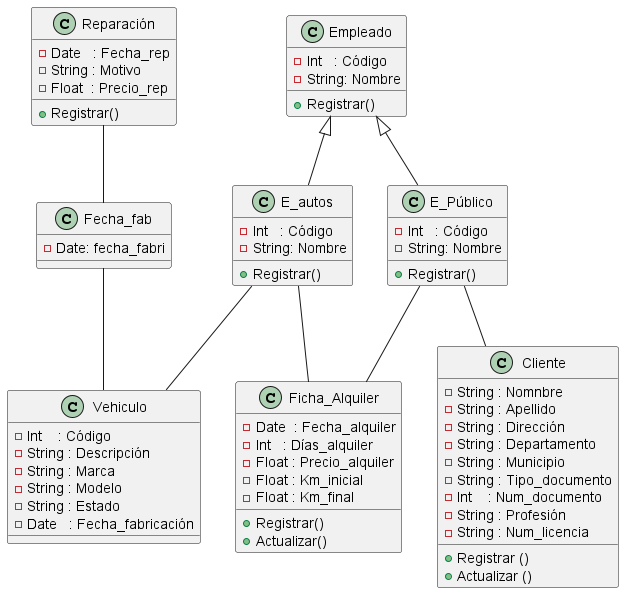 C Reparación
Date : Fecha_rep
String : Motivo
Float : Precio_rep
Registrar()
C Empleado
Int : Código
String: Nombre
Registrar()
C Fecha_fab
Date: fecha_fabri
C E_autos
Int : Código
String: Nombre
Registrar()
C E_Público
Int : Código
String: Nombre
Registrar()
C Vehiculo
Int : Código
String : Descripción
String : Marca
String : Modelo
String : Estado
Date : Fecha_fabricación
C Ficha_Alquiler
Date : Fecha_alquiler
Int : Días_alquiler
Float : Precio_alquiler
Float : Km_inicial
Float : Km_final
Registrar()
Actualizar()
C Cliente
String : Nomnbre
String : Apellido
String : Dirección
String : Departamento
String : Municipio
String : Tipo_documento
Int : Num_documento
String : Profesión
String : Num_licencia
Registrar ()
Actualizar ()